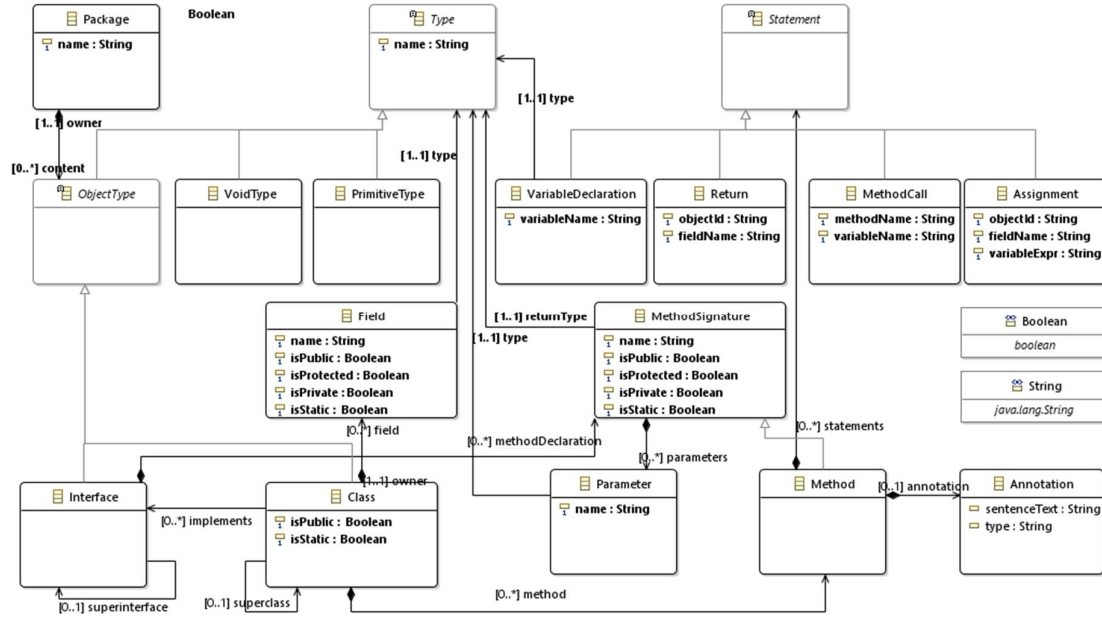 Package
name : String
Boolean
Type
name : String
Statement
[1..1] owner
[0..*] content
[1..1] type
[1..1] type
ObjectType
VoidType
PrimitiveType
VariableDeclaration
variableName : String
Return
objectId : String
fieldName : String
MethodCall
methodName : String
variableName : String
Assignment
objectId : String
fieldName : String
variableExpr : String
Field
name : String
isPublic : Boolean
isProtected : Boolean
isPrivate : Boolean
isStatic : Boolean
[1..1] returnType
[1..1] type
MethodSignature
name : String
isPublic : Boolean
isProtected : Boolean
isPrivate : Boolean
isStatic : Boolean
Boolean
boolean
String
java.lang.String
[0..*] field
[0..*] methodDeclaration
[0..*] parameters
[0..*] statements
Interface
[1..1] owner
Class
isPublic : Boolean
isStatic : Boolean
[0..*] implements
Parameter
name : String
Method
[0..1] annotation
Annotation
sentenceText : String
type : String
[0..1] superinterface
[0..1] superclass
[0..*] method